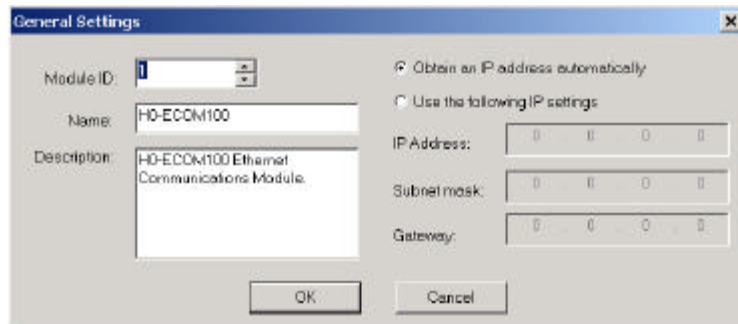 General Settings
Module ID: 1
Name: H0-ECOM100
Description: H0-ECOM100 Ethernet
Communications Module.
Obtain an IP address automatically
Use the following IP settings
IP Address: 0 . 0 . 0 . 0
Subnet mask: 0 . 0 . 0 . 0
Gateway: 0 . 0 . 0 . 0
OK
Cancel